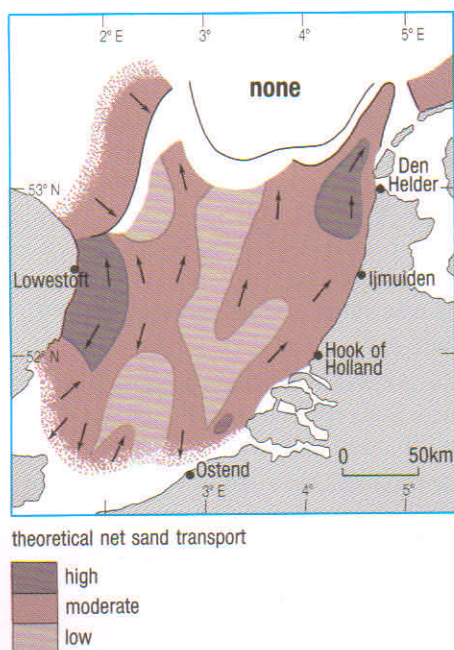 2° E 3° 4° 5° E
none
53° N
Den
Helder
Lowestoft
Ijmuiden
52° N
Hook of
Holland
0 50km
Ostend
3° E 4° 5°
theoretical net sand transport
high
moderate
low